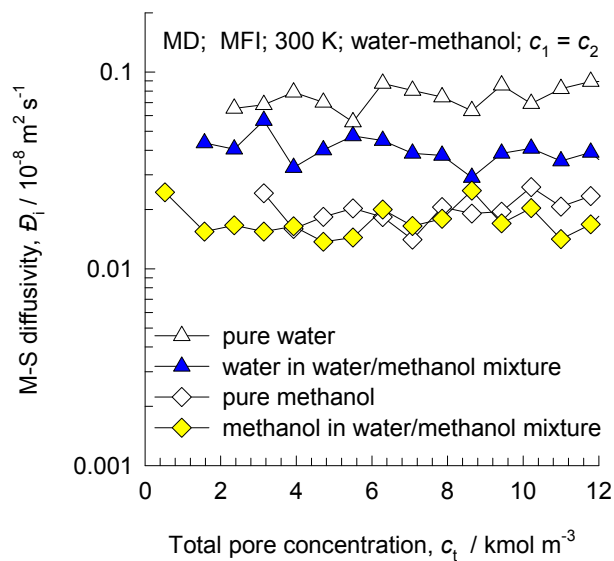 MD; MFI; 300 K; water-methanol; c₁ = c₂
0.1
0.01
0.001
M-S diffusivity, Đᵢ / 10⁻⁸ m² s⁻¹
pure water
water in water/methanol mixture
pure methanol
methanol in water/methanol mixture
0 2 4 6 8 10 12
Total pore concentration, cₜ / kmol m⁻³